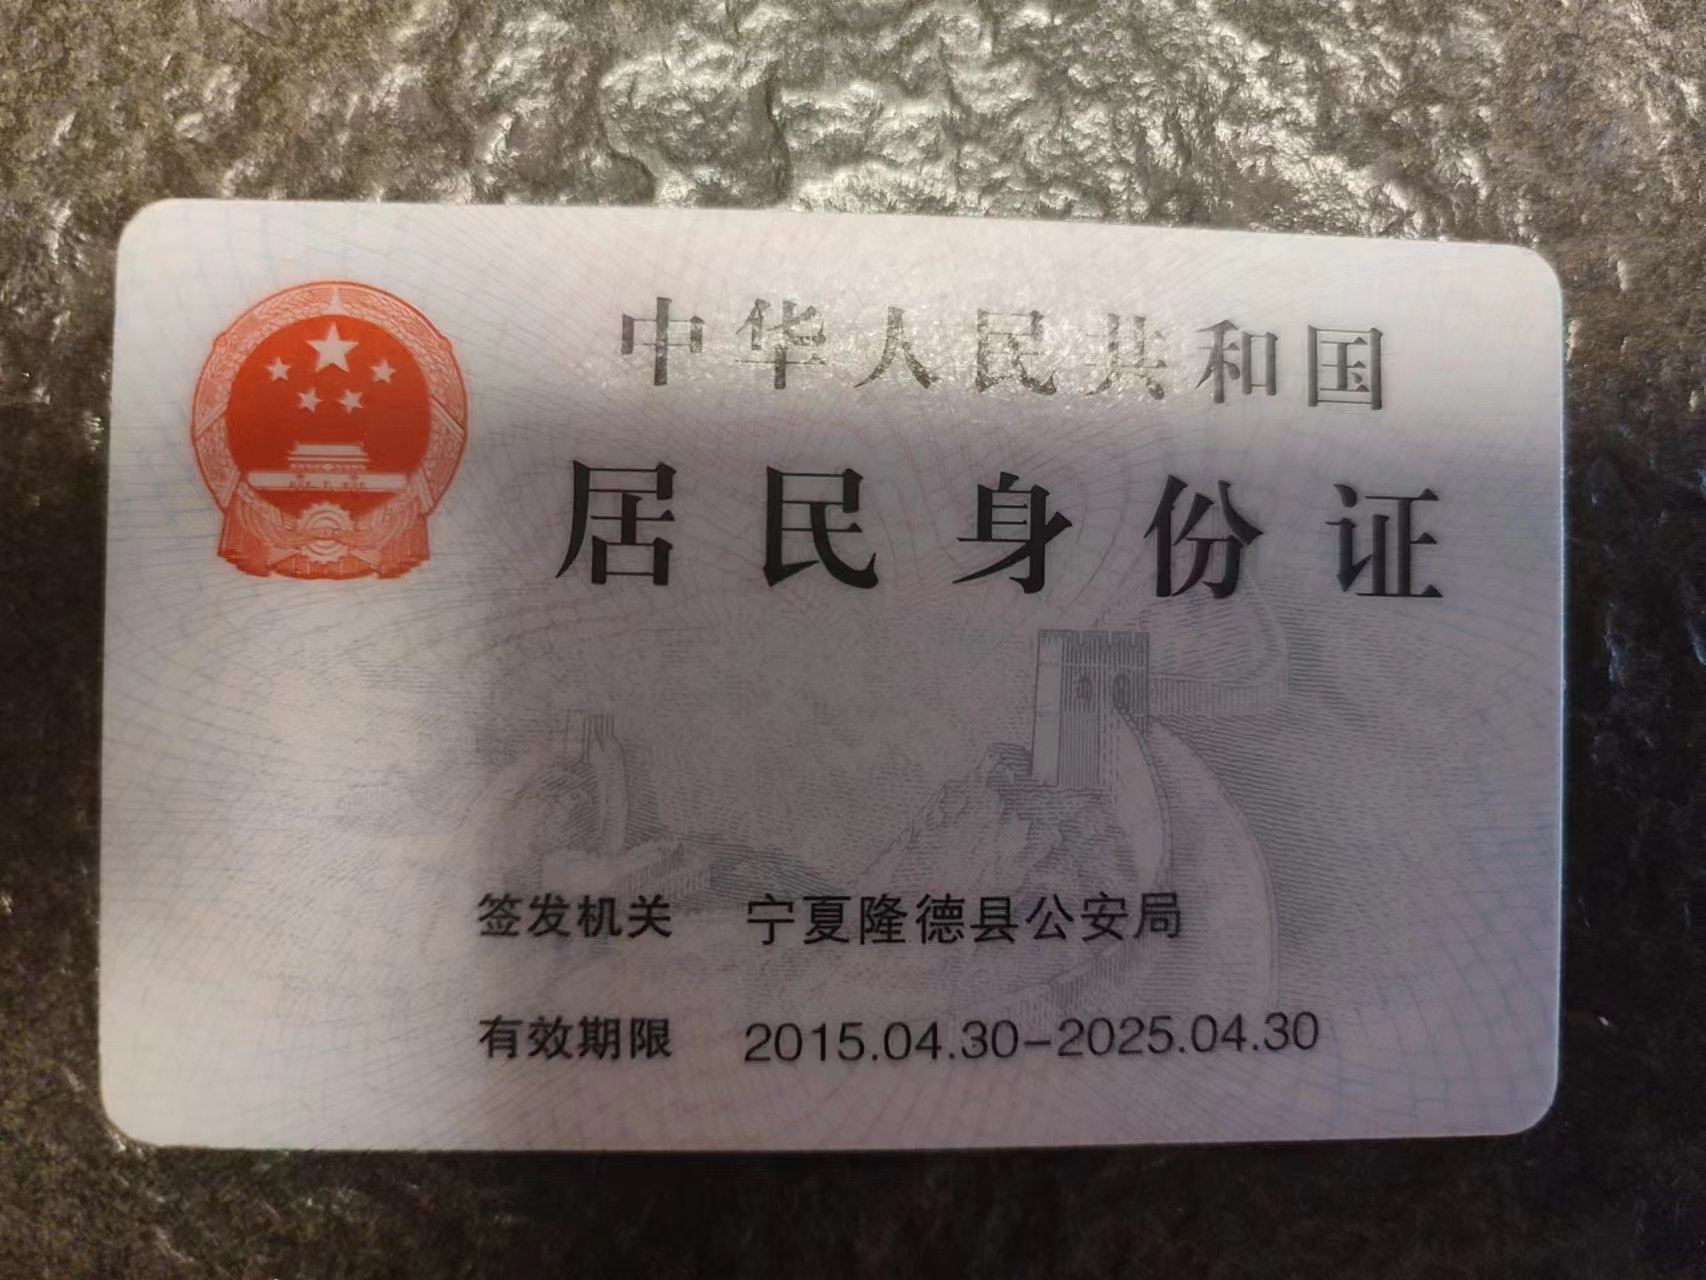 中华人民共和国
居民身份证
签发机关 宁夏隆德县公安局
有效期限 2015.04.30-2025.04.30